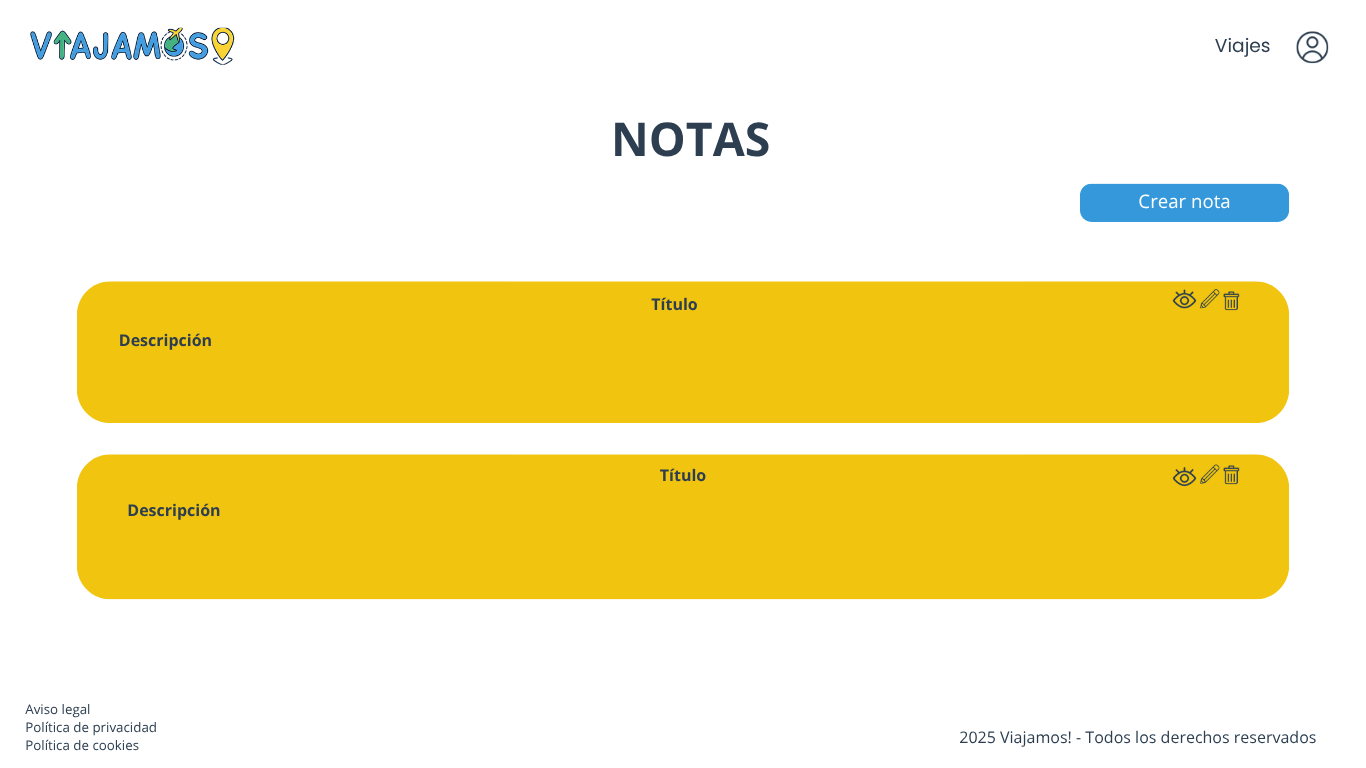 VIAJAMOS!
Viajes
NOTAS
Crear nota
Título
Descripción
Título
Descripción
Aviso legal
Política de privacidad
Política de cookies
2025 Viajamos! - Todos los derechos reservados